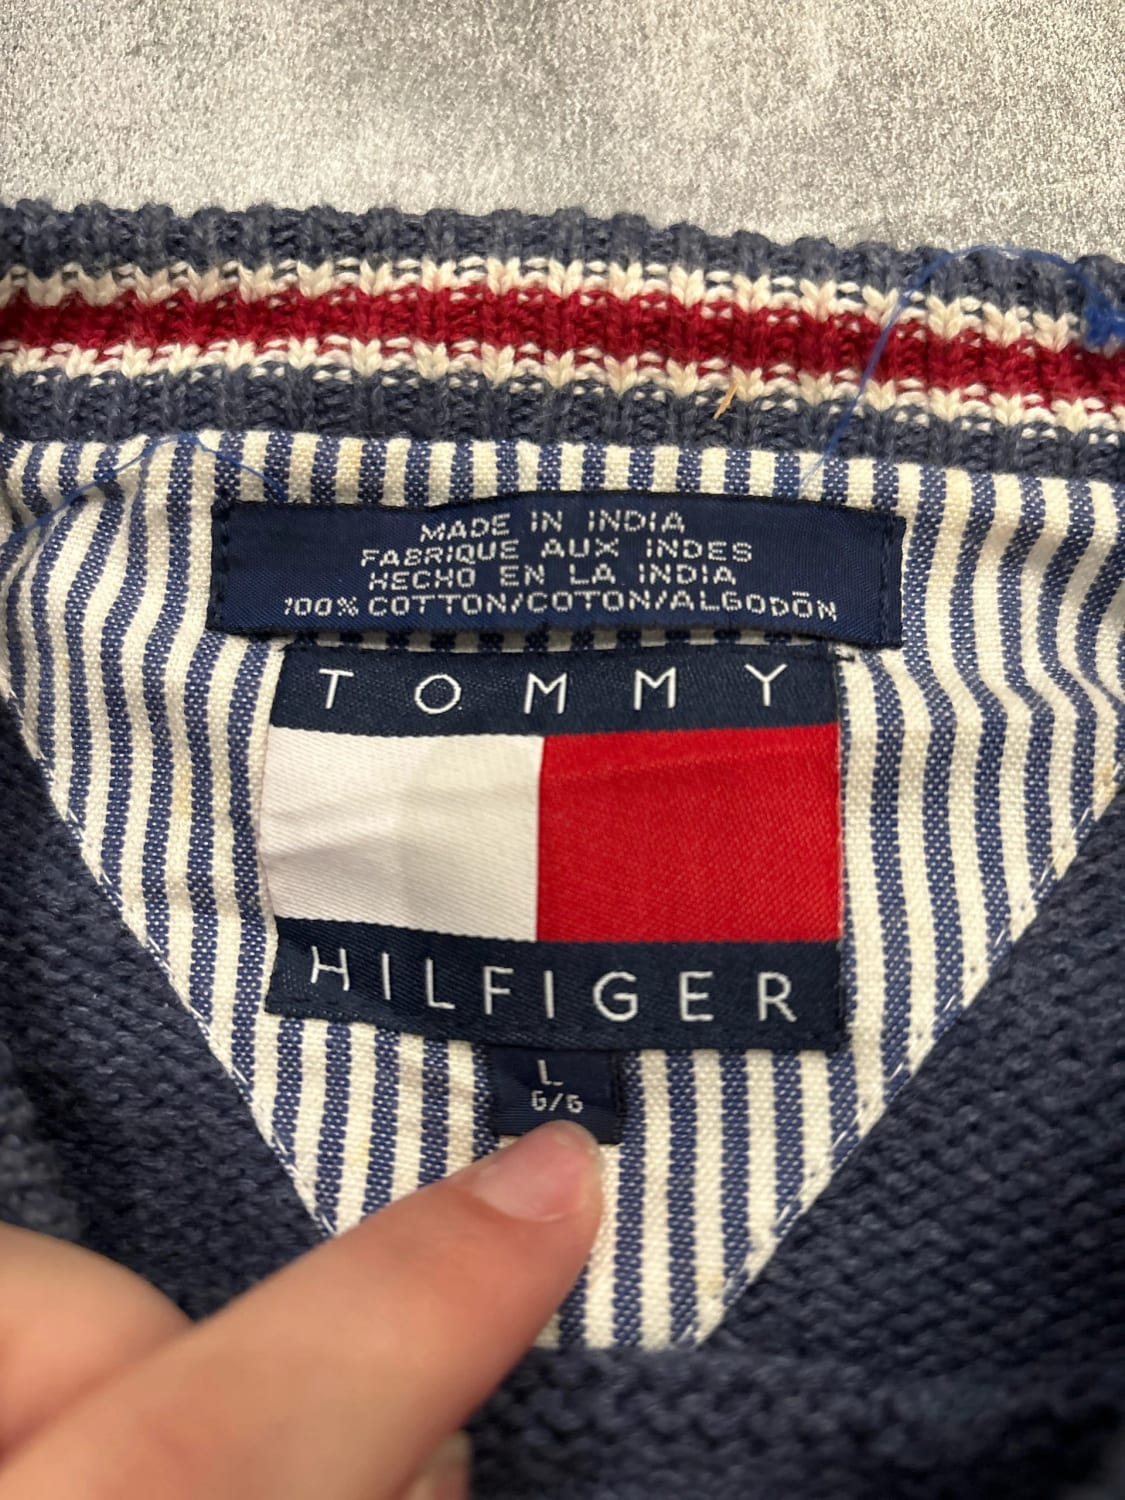 MADE IN INDIA
FABRIQUE AUX INDES
HECHO EN LA INDIA
100% COTTON/COTON/ALGODÓN
TOMMY
HILFIGER
L
G/G